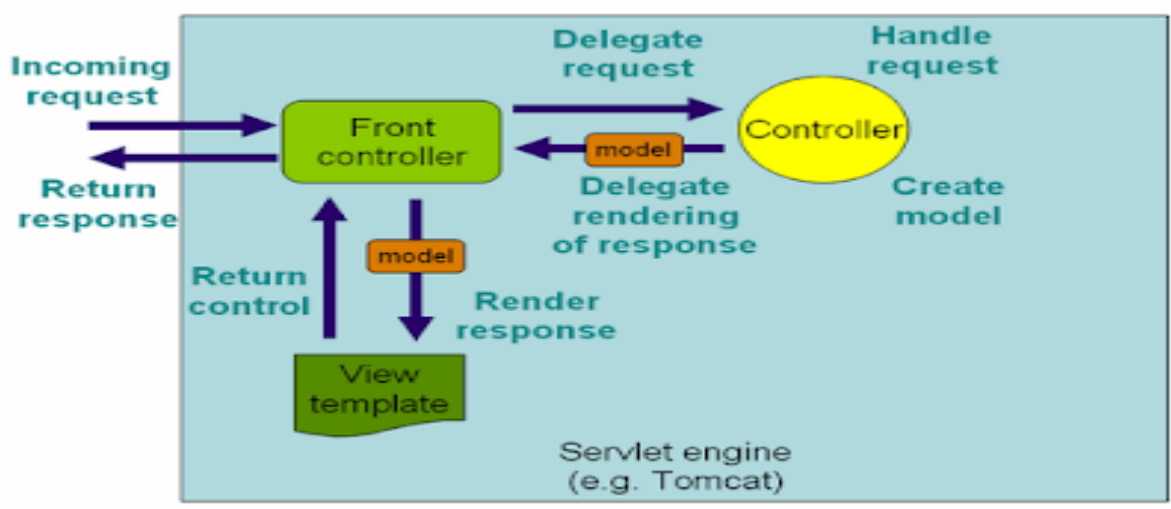 Incoming
request
Return
response
Front
controller
Delegate
request
Handle
request
Controller
model
Delegate
rendering
of response
Create
model
Return
control
model
Render
response
View
template
Servlet engine
(e.g. Tomcat)